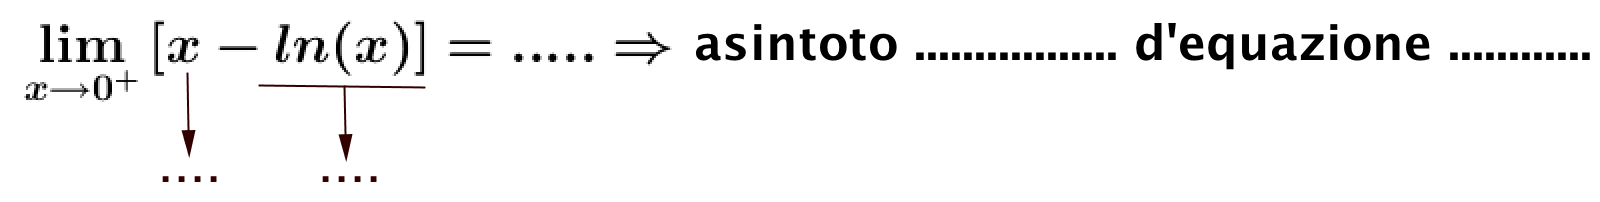 lim [x − ln(x)] = ..... ⇒ asintoto ................. d'equazione ............
x→0⁺
.... ....